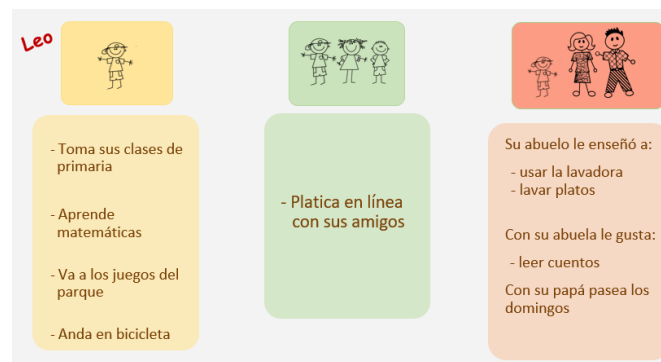 Leo
- Toma sus clases de
primaria
- Aprende
matemáticas
- Va a los juegos del
parque
- Anda en bicicleta
- Platica en línea
con sus amigos
Su abuelo le enseñó a:
- usar la lavadora
- lavar platos
Con su abuela le gusta:
- leer cuentos
Con su papá pasea los
domingos